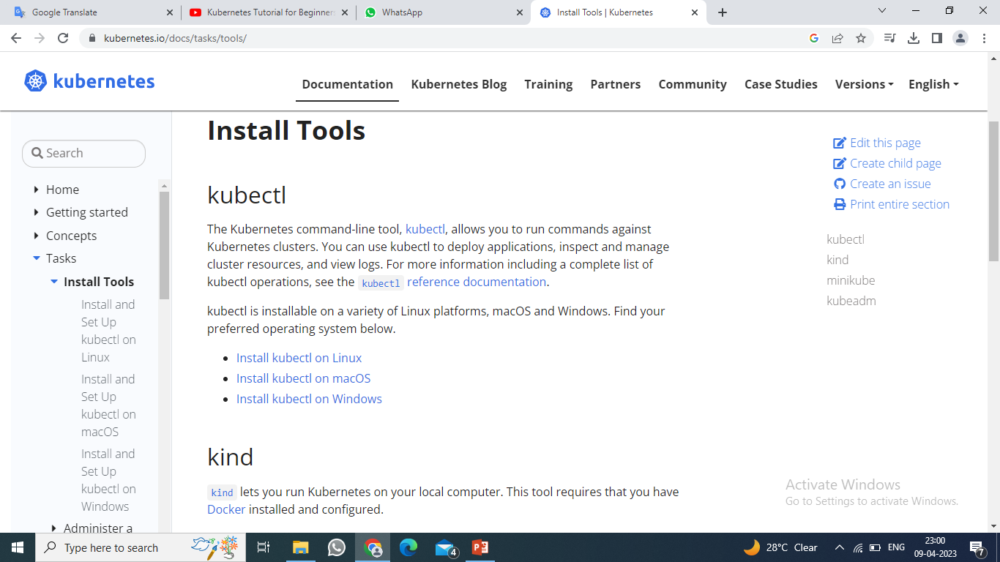 Google Translate
Kubernetes Tutorial for Beginners
WhatsApp
Install Tools | Kubernetes
kubernetes.io/docs/tasks/tools/
kubernetes
Documentation
Kubernetes Blog
Training
Partners
Community
Case Studies
Versions
English
Search
Home
Getting started
Concepts
Tasks
Install Tools
Install and
Set Up
kubectl on
Linux
Install and
Set Up
kubectl on
macOS
Install and
Set Up
kubectl on
Windows
Administer a
Install Tools
kubectl
The Kubernetes command-line tool, kubectl, allows you to run commands against
Kubernetes clusters. You can use kubectl to deploy applications, inspect and manage
cluster resources, and view logs. For more information including a complete list of
kubectl operations, see the kubectl reference documentation.
kubectl is installable on a variety of Linux platforms, macOS and Windows. Find your
preferred operating system below.
• Install kubectl on Linux
• Install kubectl on macOS
• Install kubectl on Windows
kind
kind lets you run Kubernetes on your local computer. This tool requires that you have
Docker installed and configured.
Edit this page
Create child page
Create an issue
Print entire section
kubectl
kind
minikube
kubeadm
Activate Windows
Go to Settings to activate Windows.
Type here to search
4
28°C Clear
ENG
23:00
09-04-2023
7